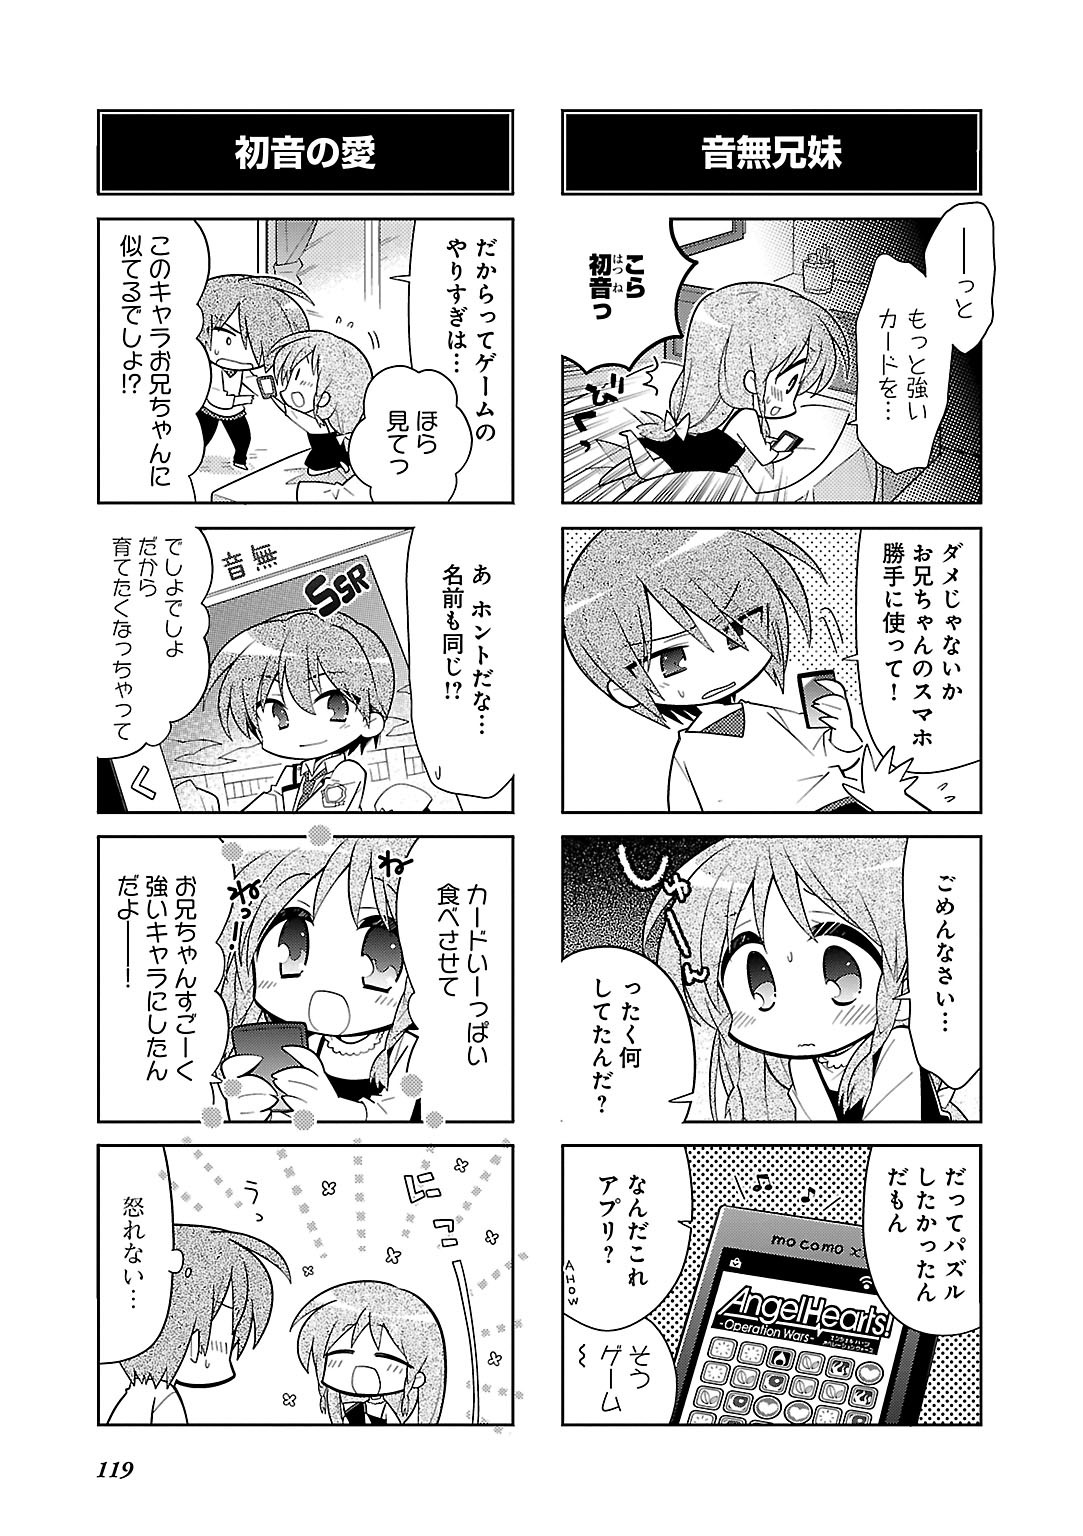 音無兄妹
―っと
もっと強い
カードを…
こら
初音っ
はつね
びくっ
ダメじゃないか
お兄ちゃんのスマホ
勝手に使って!
ごめんなさい…
しゅーん
ったく何
してたんだ?
だってパズル
したかったん
だもん
なんだこれ
アプリ?
AHOW
そう
ゲーム
mocomo x
AngelHearts!
-Operation Wars-
初音の愛
だからってゲームの
やりすぎは…
ほら
見てっ
このキャラお兄ちゃんに
似てるでしょ!?
あ ホントだな…
名前も同じ!?
音無
SSR
でしょでしょ
だから
育てたくなっちゃって
く
カードいーっぱい
食べさせて
ね
ねっ!
お兄ちゃんすごーく
強いキャラにしたん
だよ――!
にこーっ
うっ
怒れない…
119